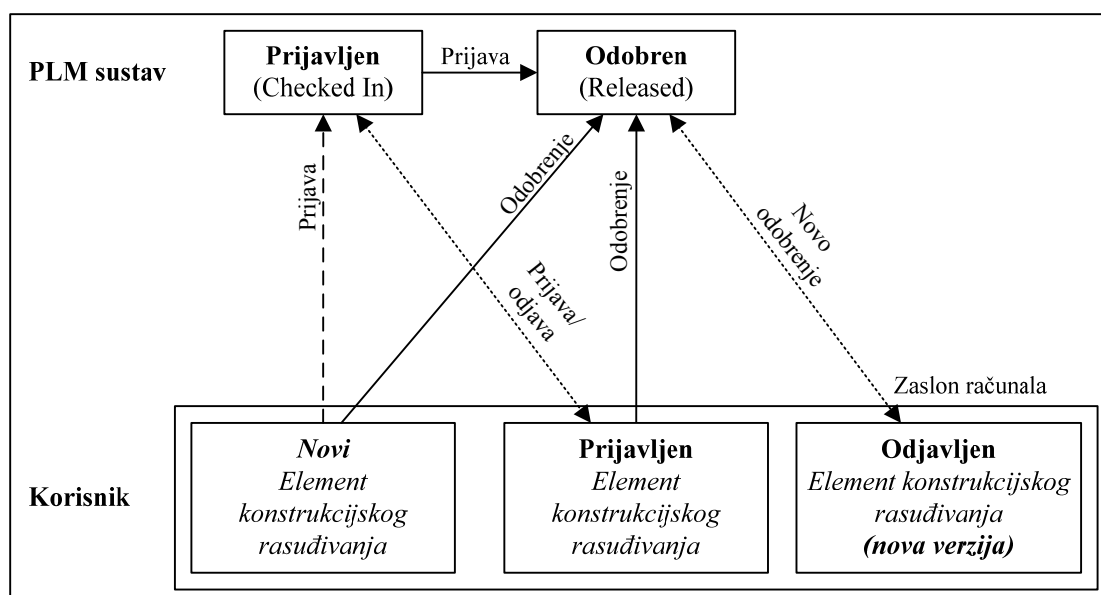 PLM sustav
Prijavljen
(Checked In)
Prijava
Odobren
(Released)
Prijava
Odobrenje
Prijava/
odjava
Odobrenje
Novo
odobrenje
Zaslon računala
Korisnik
Novi
Element
konstrukcijskog
rasuđivanja
Prijavljen
Element
konstrukcijskog
rasuđivanja
Odjavljen
Element konstrukcijskog
rasuđivanja
(nova verzija)